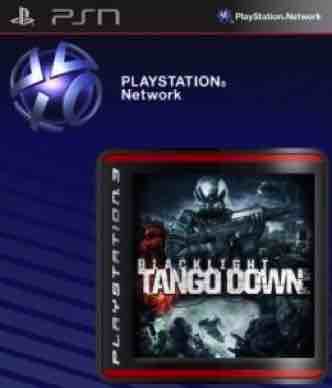 PSN
PlayStation.Network
PLAYSTATION®
Network
PLAYSTATION 3
BLACKLIGHT
TANGO DOWN